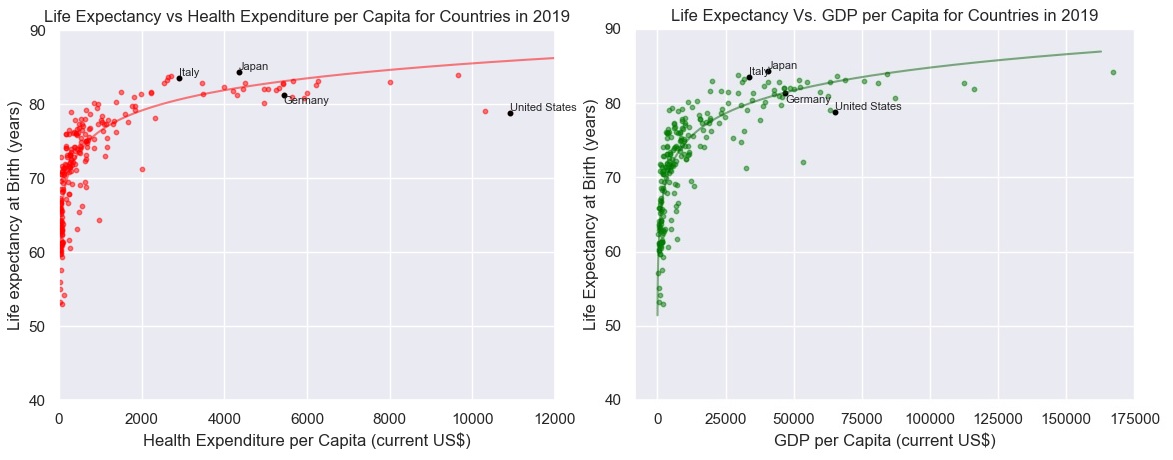 Life Expectancy vs Health Expenditure per Capita for Countries in 2019
90
80
70
60
50
40
Life expectancy at Birth (years)
Italy
Japan
Germany
United States
0 2000 4000 6000 8000 10000 12000
Health Expenditure per Capita (current US$)
Life Expectancy Vs. GDP per Capita for Countries in 2019
90
80
70
60
50
40
Life Expectancy at Birth (years)
Italy
Japan
Germany
United States
0 25000 50000 75000 100000 125000 150000 175000
GDP per Capita (current US$)